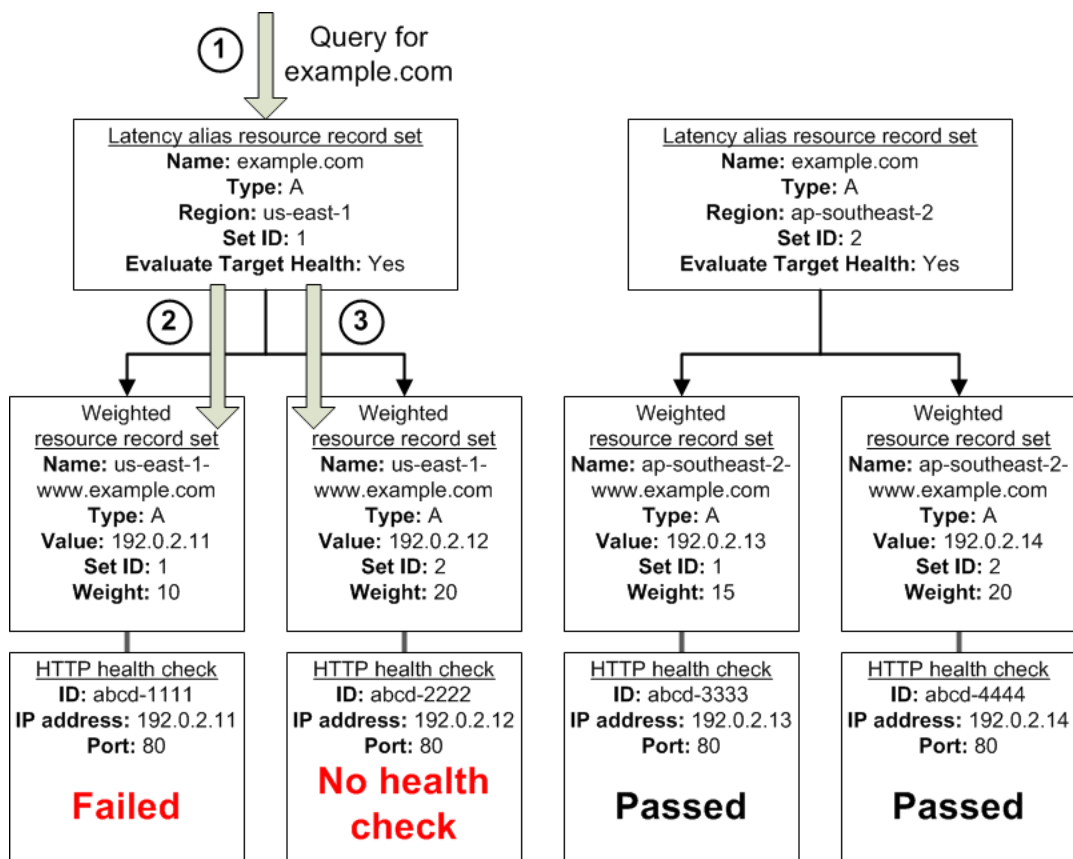 1
Query for
example.com
Latency alias resource record set
Name: example.com
Type: A
Region: us-east-1
Set ID: 1
Evaluate Target Health: Yes
Latency alias resource record set
Name: example.com
Type: A
Region: ap-southeast-2
Set ID: 2
Evaluate Target Health: Yes
2
3
Weighted
resource record set
Name: us-east-1-
www.example.com
Type: A
Value: 192.0.2.11
Set ID: 1
Weight: 10
Weighted
resource record set
Name: us-east-1-
www.example.com
Type: A
Value: 192.0.2.12
Set ID: 2
Weight: 20
Weighted
resource record set
Name: ap-southeast-2-
www.example.com
Type: A
Value: 192.0.2.13
Set ID: 1
Weight: 15
Weighted
resource record set
Name: ap-southeast-2-
www.example.com
Type: A
Value: 192.0.2.14
Set ID: 2
Weight: 20
HTTP health check
ID: abcd-1111
IP address: 192.0.2.11
Port: 80
Failed
HTTP health check
ID: abcd-2222
IP address: 192.0.2.12
Port: 80
No health
check
HTTP health check
ID: abcd-3333
IP address: 192.0.2.13
Port: 80
Passed
HTTP health check
ID: abcd-4444
IP address: 192.0.2.14
Port: 80
Passed